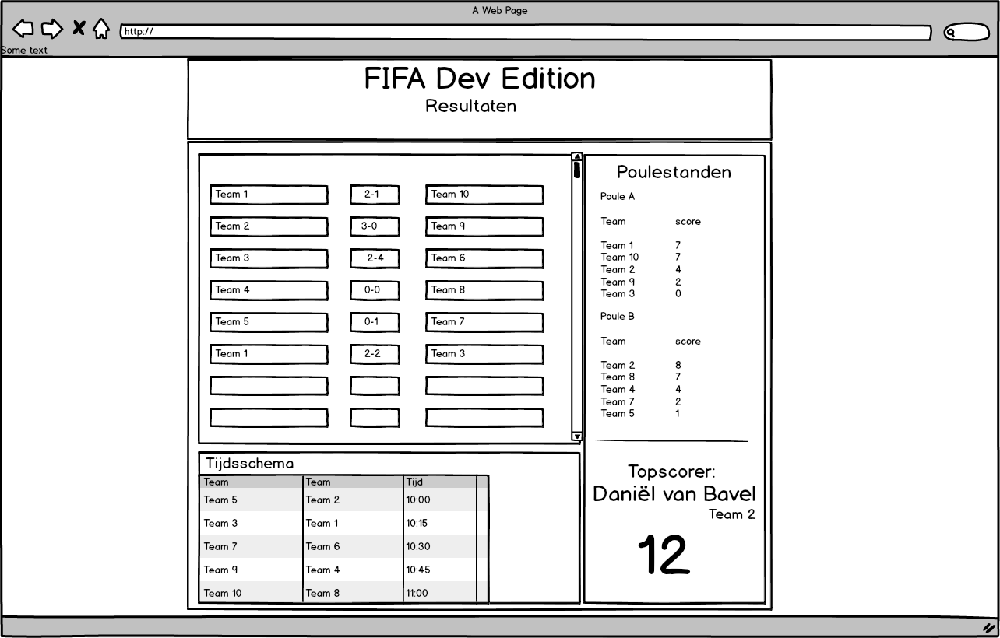 A Web Page
http://
Some text
FIFA Dev Edition
Resultaten
Team 1 2-1 Team 10
Team 2 3-0 Team 9
Team 3 2-4 Team 6
Team 4 0-0 Team 8
Team 5 0-1 Team 7
Team 1 2-2 Team 3
Poulestanden
Poule A
Team score
Team 1 7
Team 10 7
Team 2 4
Team 9 2
Team 3 0
Poule B
Team score
Team 2 8
Team 8 7
Team 4 4
Team 7 2
Team 5 1
Tijdsschema
Team Team Tijd
Team 5 Team 2 10:00
Team 3 Team 1 10:15
Team 7 Team 6 10:30
Team 9 Team 4 10:45
Team 10 Team 8 11:00
Topscorer:
Daniël van Bavel
Team 2
12